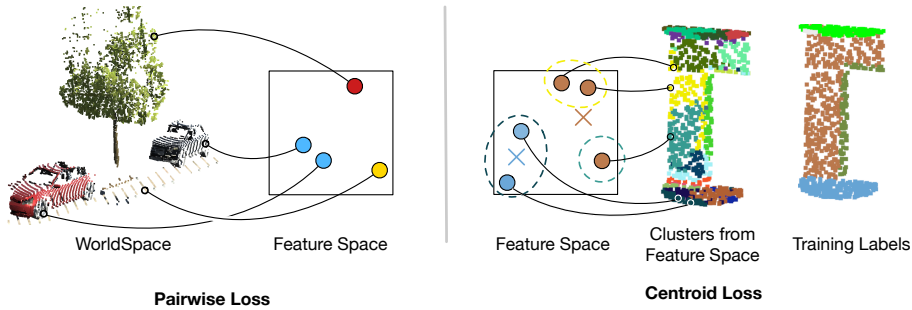 WorldSpace
Feature Space
Pairwise Loss
Feature Space
Clusters from
Feature Space
Training Labels
Centroid Loss